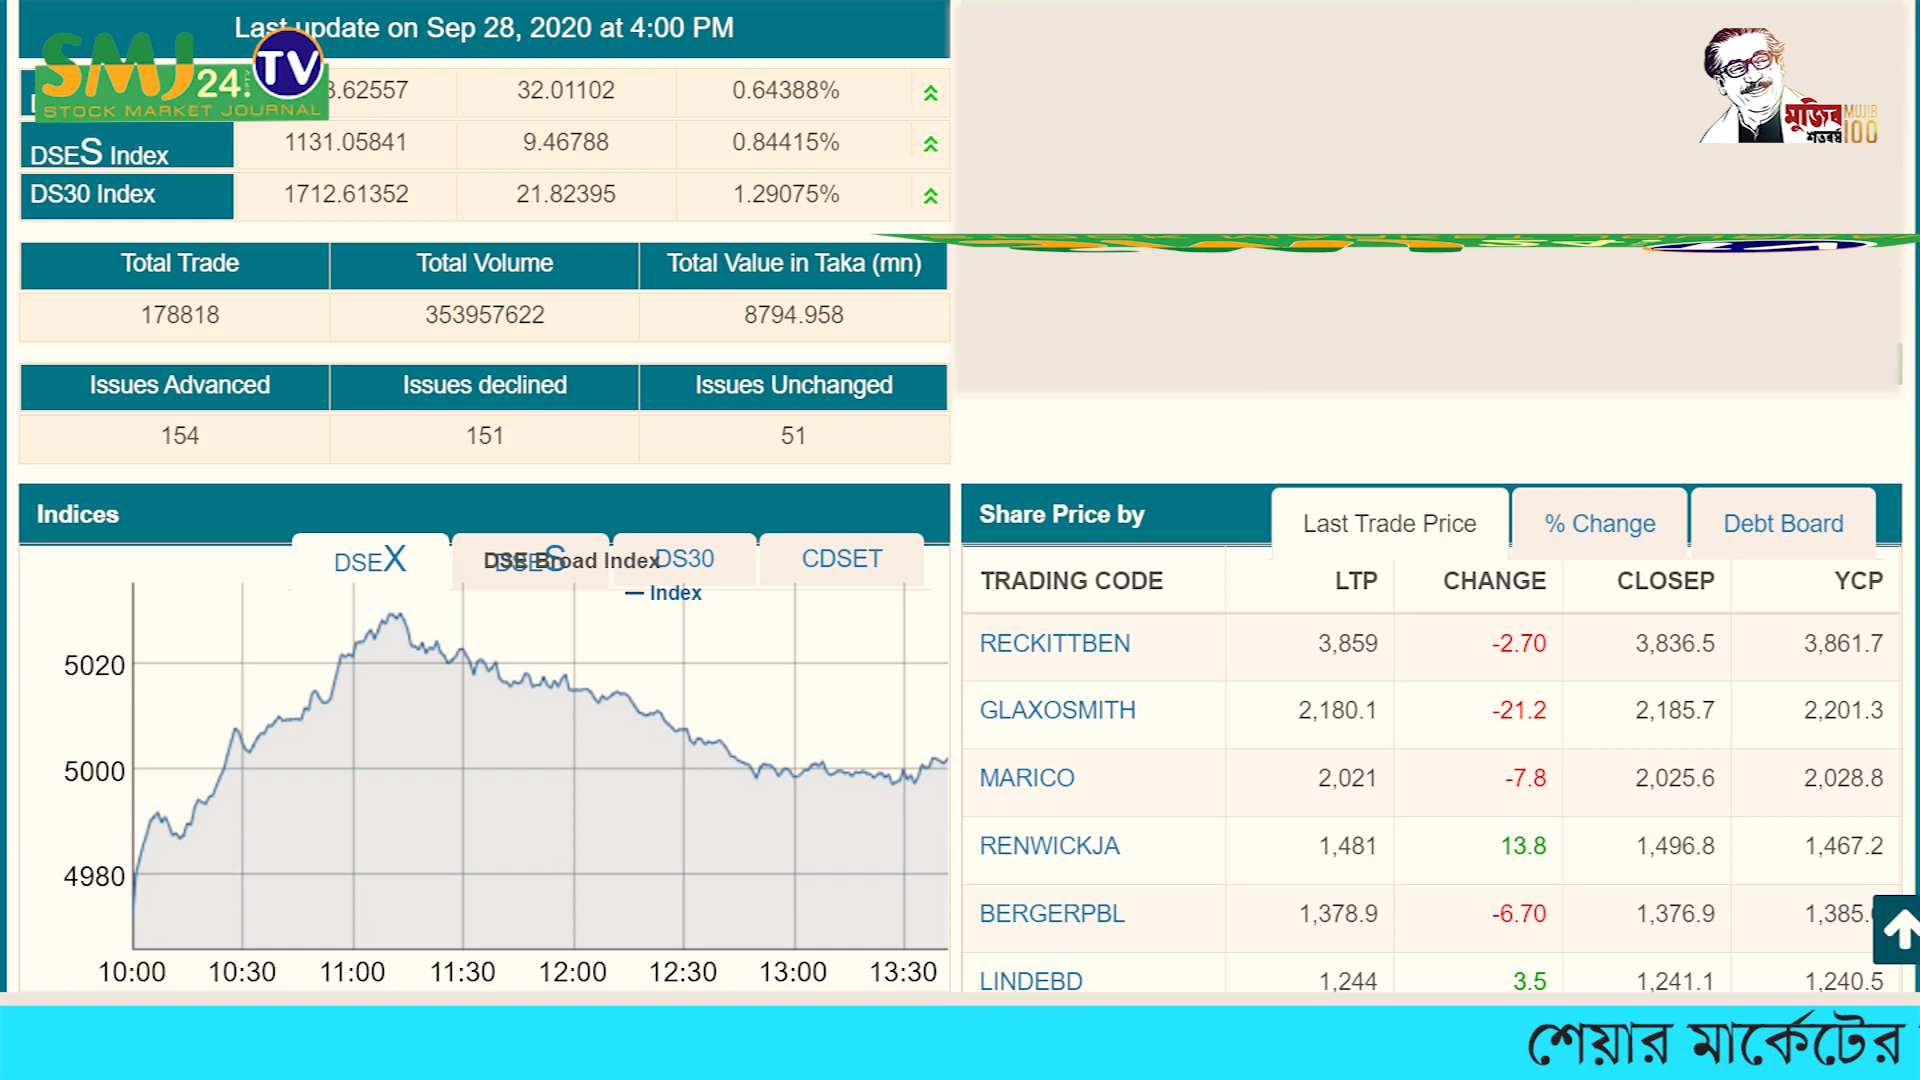 Last update on Sep 28, 2020 at 4:00 PM
SMJ 24. TV
STOCK MARKET JOURNAL
.62557 32.01102 0.64388%
DSES Index 1131.05841 9.46788 0.84415%
DS30 Index 1712.61352 21.82395 1.29075%
মুজিব MUJIB
শতবর্ষ 100
Total Trade Total Volume Total Value in Taka (mn)
178818 353957622 8794.958
Issues Advanced Issues declined Issues Unchanged
154 151 51
Indices
DSEX DSES DS30 CDSET
DSE Broad Index
Index
5020
5000
4980
10:00 10:30 11:00 11:30 12:00 12:30 13:00 13:30
Share Price by Last Trade Price % Change Debt Board
TRADING CODE LTP CHANGE CLOSEP YCP
RECKITTBEN 3,859 -2.70 3,836.5 3,861.7
GLAXOSMITH 2,180.1 -21.2 2,185.7 2,201.3
MARICO 2,021 -7.8 2,025.6 2,028.8
RENWICKJA 1,481 13.8 1,496.8 1,467.2
BERGERPBL 1,378.9 -6.70 1,376.9 1,385.
LINDEBD 1,244 3.5 1,241.1 1,240.5
শেয়ার মার্কেটের